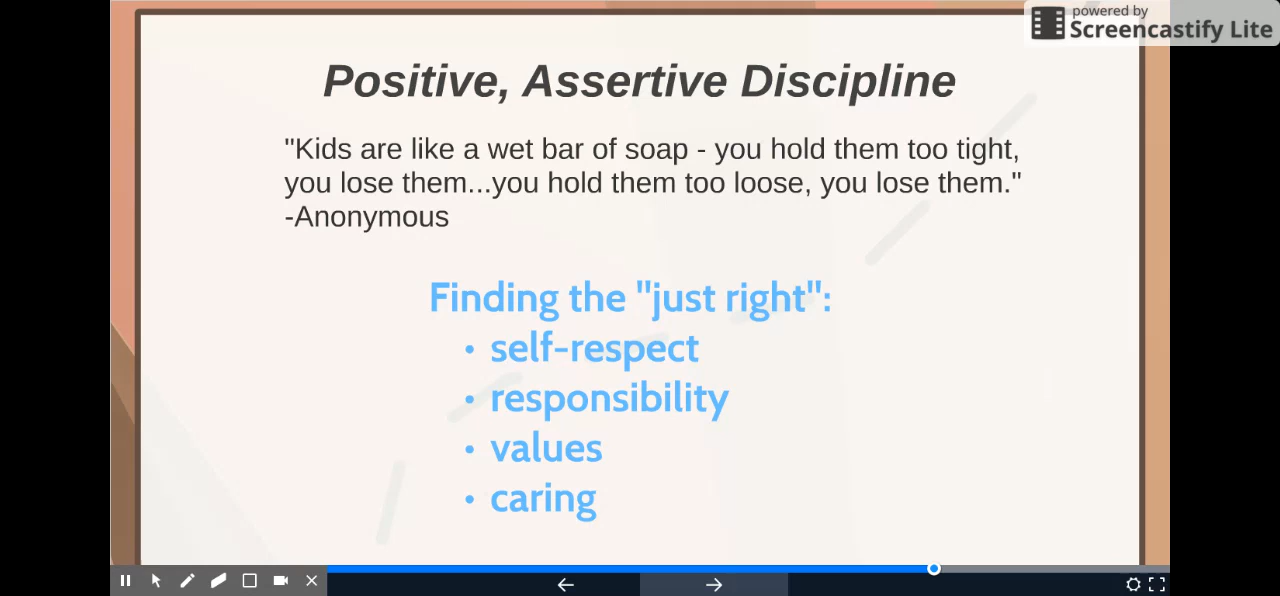 powered by
Screencastify Lite
Positive, Assertive Discipline
"Kids are like a wet bar of soap - you hold them too tight,
you lose them...you hold them too loose, you lose them."
-Anonymous
Finding the "just right":
• self-respect
• responsibility
• values
• caring